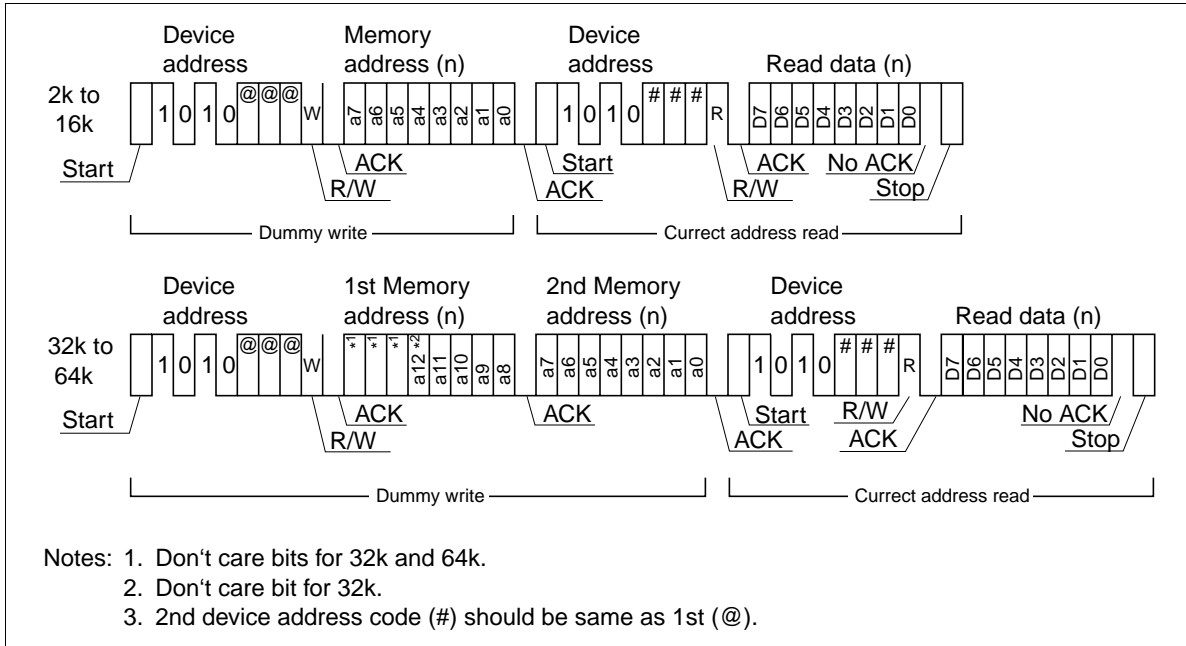 Device address Memory address (n) Device address Read data (n)
2k to 16k
1 0 1 0 @ @ @ W a7 a6 a5 a4 a3 a2 a1 a0 1 0 1 0 # # # R D7 D6 D5 D4 D3 D2 D1 D0
Start R/W ACK ACK Start R/W ACK No ACK Stop
Dummy write Currect address read
Device address 1st Memory address (n) 2nd Memory address (n) Device address Read data (n)
32k to 64k
1 0 1 0 @ @ @ W *1 *1 *1 a12 *2 a11 a10 a9 a8 a7 a6 a5 a4 a3 a2 a1 a0 1 0 1 0 # # # R D7 D6 D5 D4 D3 D2 D1 D0
Start R/W ACK ACK ACK Start R/W ACK No ACK Stop
Dummy write Currect address read
Notes: 1. Don't care bits for 32k and 64k.
2. Don't care bit for 32k.
3. 2nd device address code (#) should be same as 1st (@).